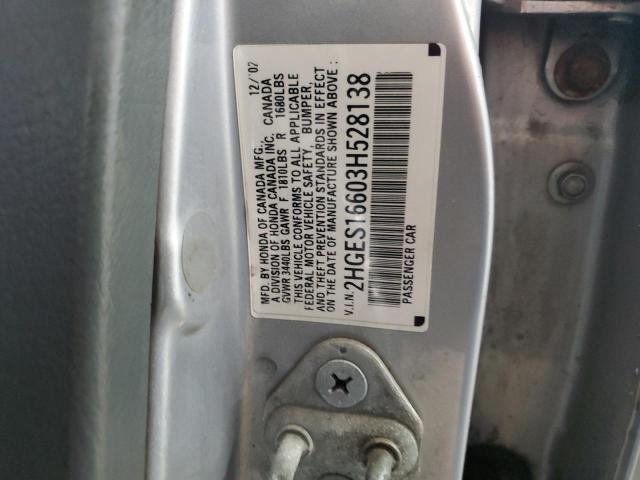 MFD. BY HONDA OF CANADA MFG., 12/02
A DIVISION OF HONDA CANADA INC. CANADA
GVWR 3440LBS GAWR F 1810LBS R 1680LBS
THIS VEHICLE CONFORMS TO ALL APPLICABLE
FEDERAL MOTOR VEHICLE SAFETY, BUMPER,
AND THEFT PREVENTION STANDARDS IN EFFECT
ON THE DATE OF MANUFACTURE SHOWN ABOVE:
V.I.N. 2HGES16603H528138
PASSENGER CAR